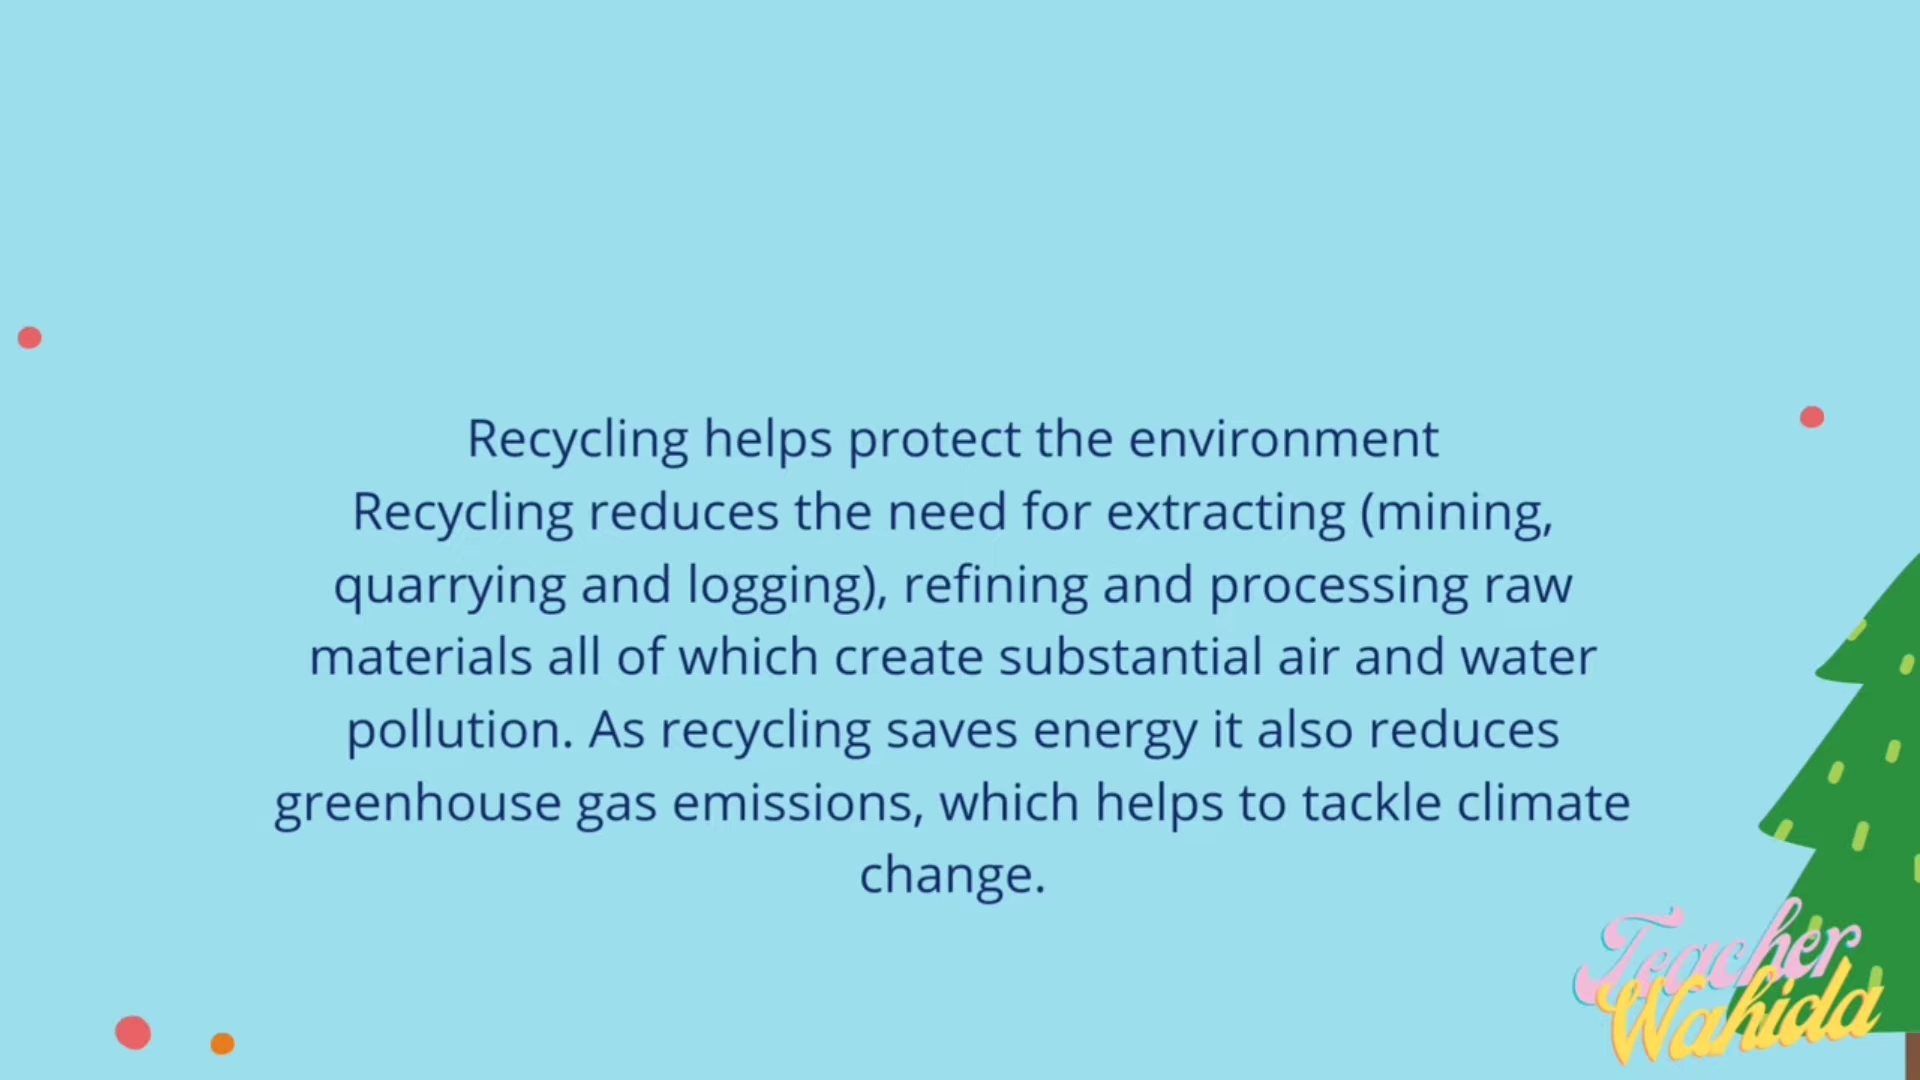 Recycling helps protect the environment
Recycling reduces the need for extracting (mining,
quarrying and logging), refining and processing raw
materials all of which create substantial air and water
pollution. As recycling saves energy it also reduces
greenhouse gas emissions, which helps to tackle climate
change.
Teacher
Wahida